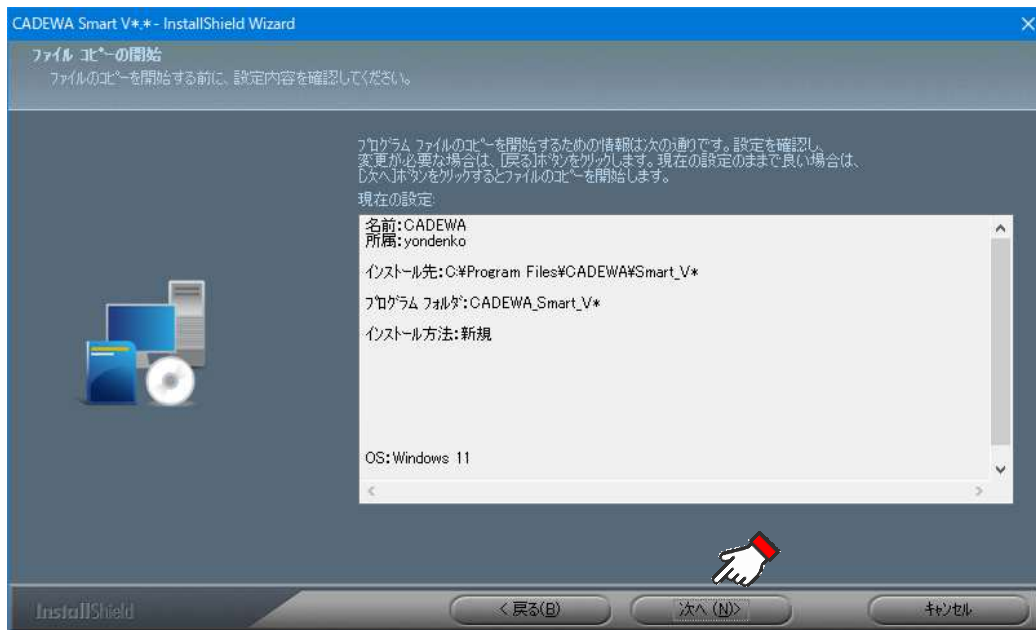 CADEWA Smart V*.* - InstallShield Wizard
ﾌｧｲﾙ ｺﾋﾟｰの開始
ﾌｧｲﾙのｺﾋﾟｰを開始する前に、設定内容を確認してください。
ﾌﾟﾛｸﾞﾗﾑ ﾌｧｲﾙのｺﾋﾟｰを開始するための情報は次の通りです。設定を確認し、
変更が必要な場合は、[戻る]ﾎﾞﾀﾝをｸﾘｯｸします。現在の設定のままで良い場合は、
[次へ]ﾎﾞﾀﾝをｸﾘｯｸするとﾌｧｲﾙのｺﾋﾟｰを開始します。
現在の設定:
名前:CADEWA
所属:yondenko
ｲﾝｽﾄｰﾙ先:C:¥Program Files¥CADEWA¥Smart_V*
ﾌﾟﾛｸﾞﾗﾑ ﾌｫﾙﾀﾞ:CADEWA_Smart_V*
ｲﾝｽﾄｰﾙ方法:新規
OS:Windows 11
InstallShield
< 戻る(B)
次へ (N)>
ｷｬﾝｾﾙ